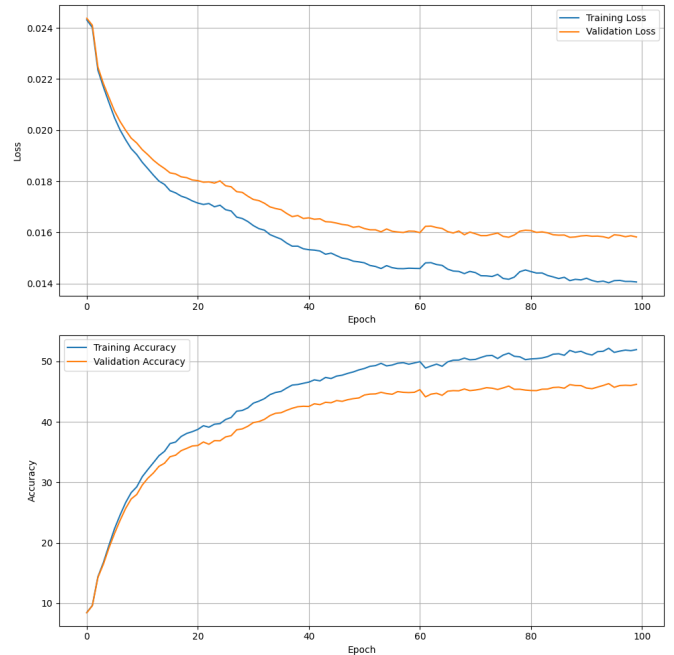 0.024
0.022
0.020
0.018
0.016
0.014
Loss
Training Loss
Validation Loss
0
20
40
60
80
100
Epoch
Training Accuracy
Validation Accuracy
50
40
30
20
10
Accuracy
0
20
40
60
80
100
Epoch